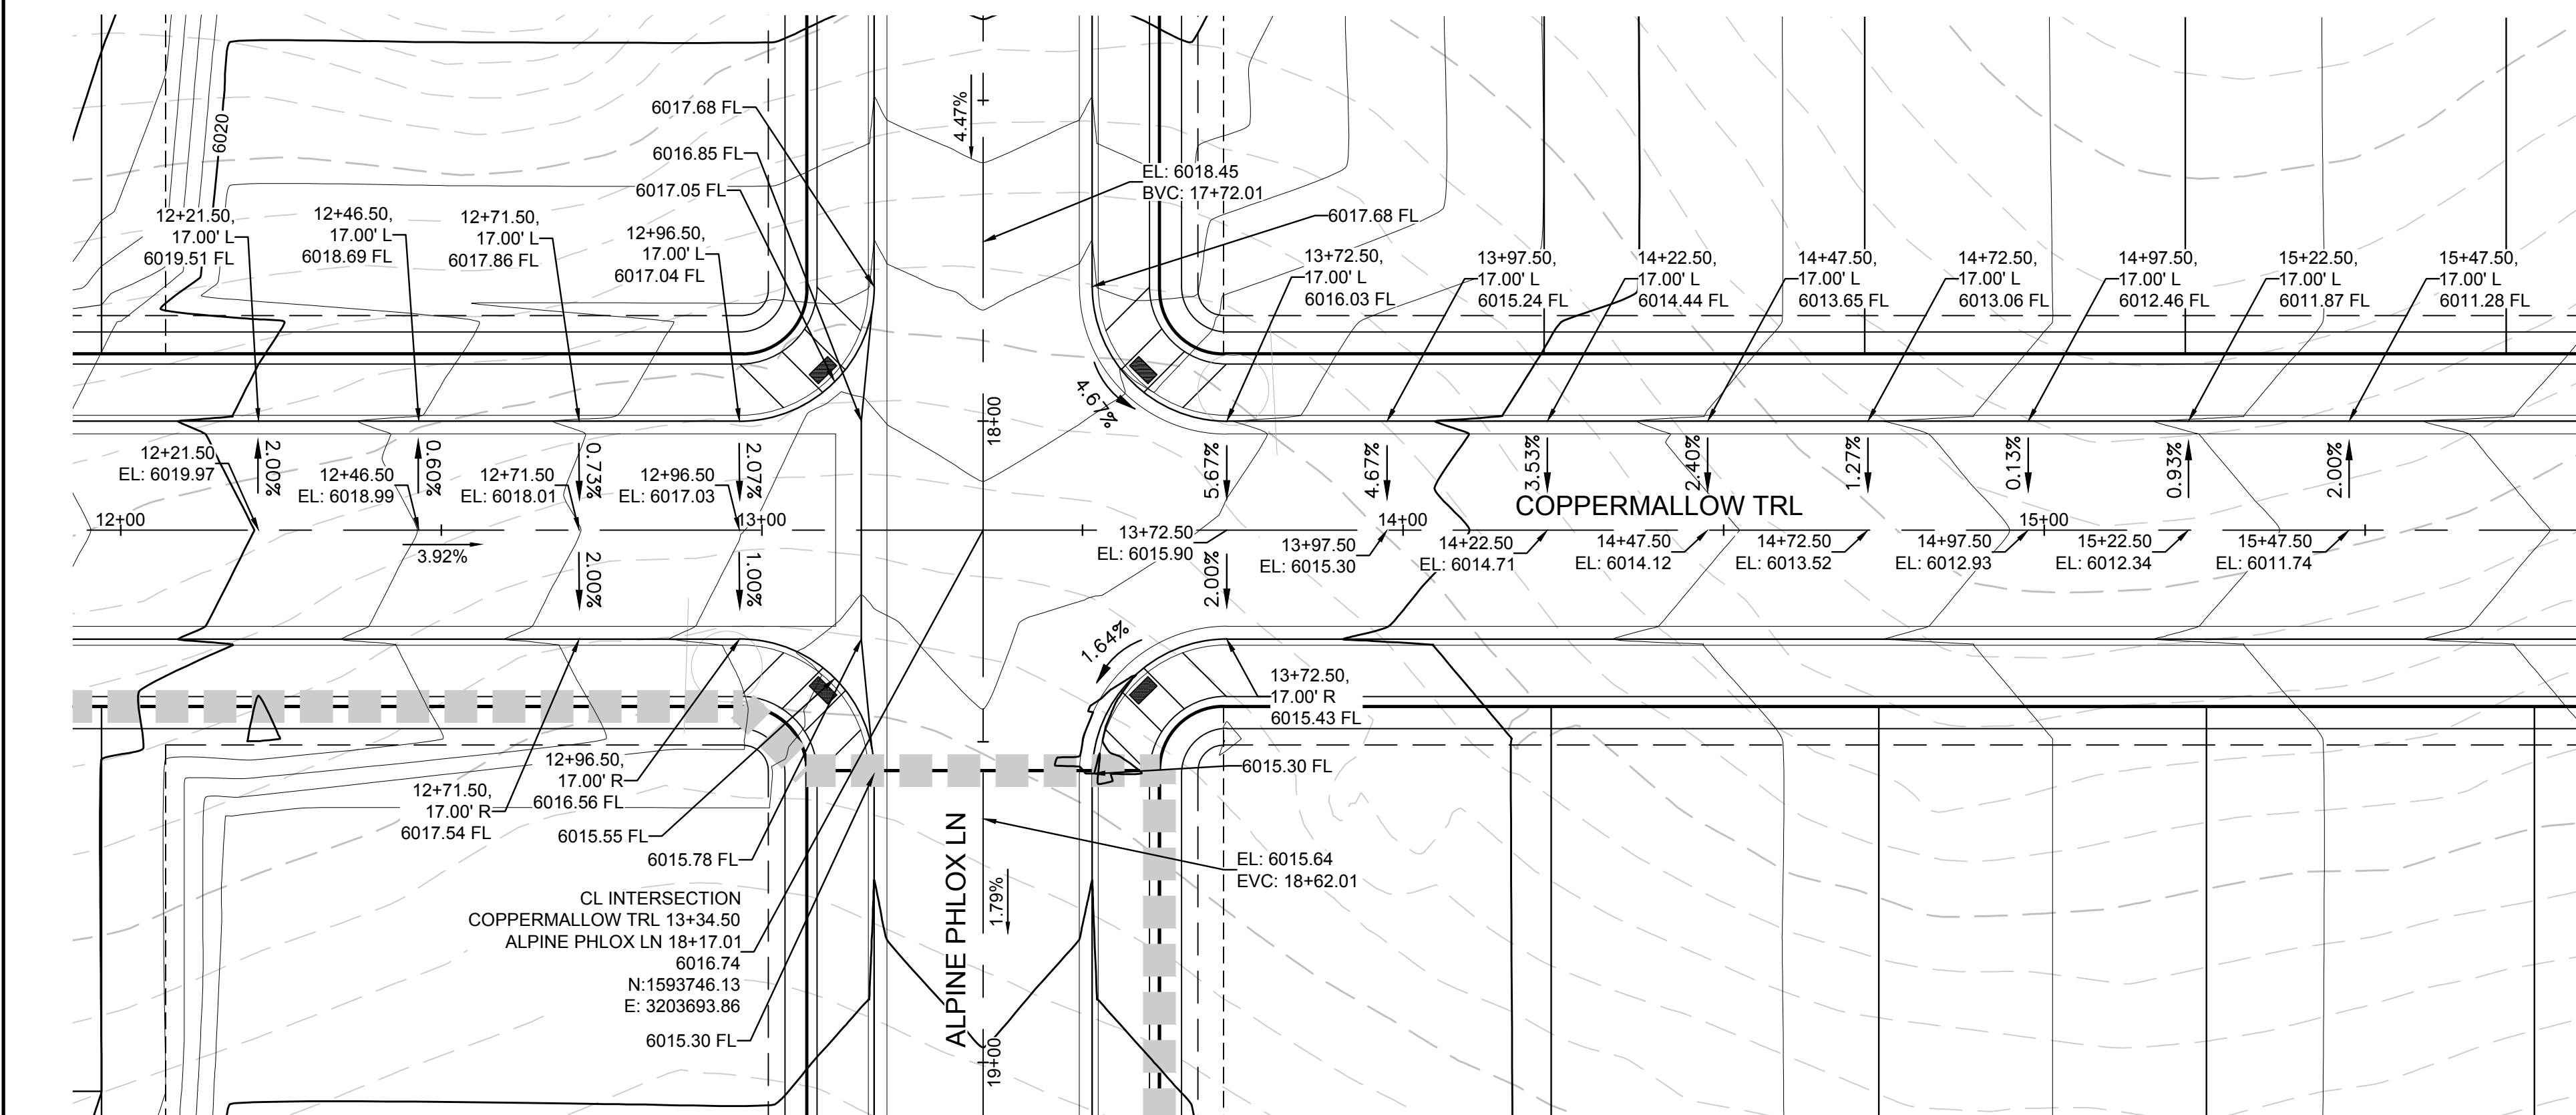 6020
6017.68 FL
6016.85 FL
6017.05 FL
12+21.50,
17.00' L
6019.51 FL
12+46.50,
17.00' L
6018.69 FL
12+71.50,
17.00' L
6017.86 FL
12+96.50,
17.00' L
6017.04 FL
4.47%
EL: 6018.45
BVC: 17+72.01
6017.68 FL
13+72.50,
17.00' L
6016.03 FL
13+97.50,
17.00' L
6015.24 FL
14+22.50,
17.00' L
6014.44 FL
14+47.50,
17.00' L
6013.65 FL
14+72.50,
17.00' L
6013.06 FL
14+97.50,
17.00' L
6012.46 FL
15+22.50,
17.00' L
6011.87 FL
15+47.50,
17.00' L
6011.28 FL
4.67%
18+00
2.00%
0.60%
0.73%
2.07%
5.67%
4.67%
3.53%
2.40%
1.27%
0.13%
0.93%
2.00%
12+21.50
EL: 6019.97
12+46.50
EL: 6018.99
12+71.50
EL: 6018.01
12+96.50
EL: 6017.03
COPPERMALLOW TRL
12+00
13+00
14+00
15+00
3.92%
13+72.50
EL: 6015.90
13+97.50
EL: 6015.30
14+22.50
EL: 6014.71
14+47.50
EL: 6014.12
14+72.50
EL: 6013.52
14+97.50
EL: 6012.93
15+22.50
EL: 6012.34
15+47.50
EL: 6011.74
2.00%
1.00%
2.00%
1.64%
13+72.50,
17.00' R
6015.43 FL
6015.30 FL
12+71.50,
17.00' R
6017.54 FL
12+96.50,
17.00' R
6016.56 FL
6015.55 FL
6015.78 FL
EL: 6015.64
EVC: 18+62.01
CL INTERSECTION
COPPERMALLOW TRL 13+34.50
ALPINE PHLOX LN 18+17.01
6016.74
N:1593746.13
E: 3203693.86
6015.30 FL
ALPINE PHLOX LN
1.79%
19+00